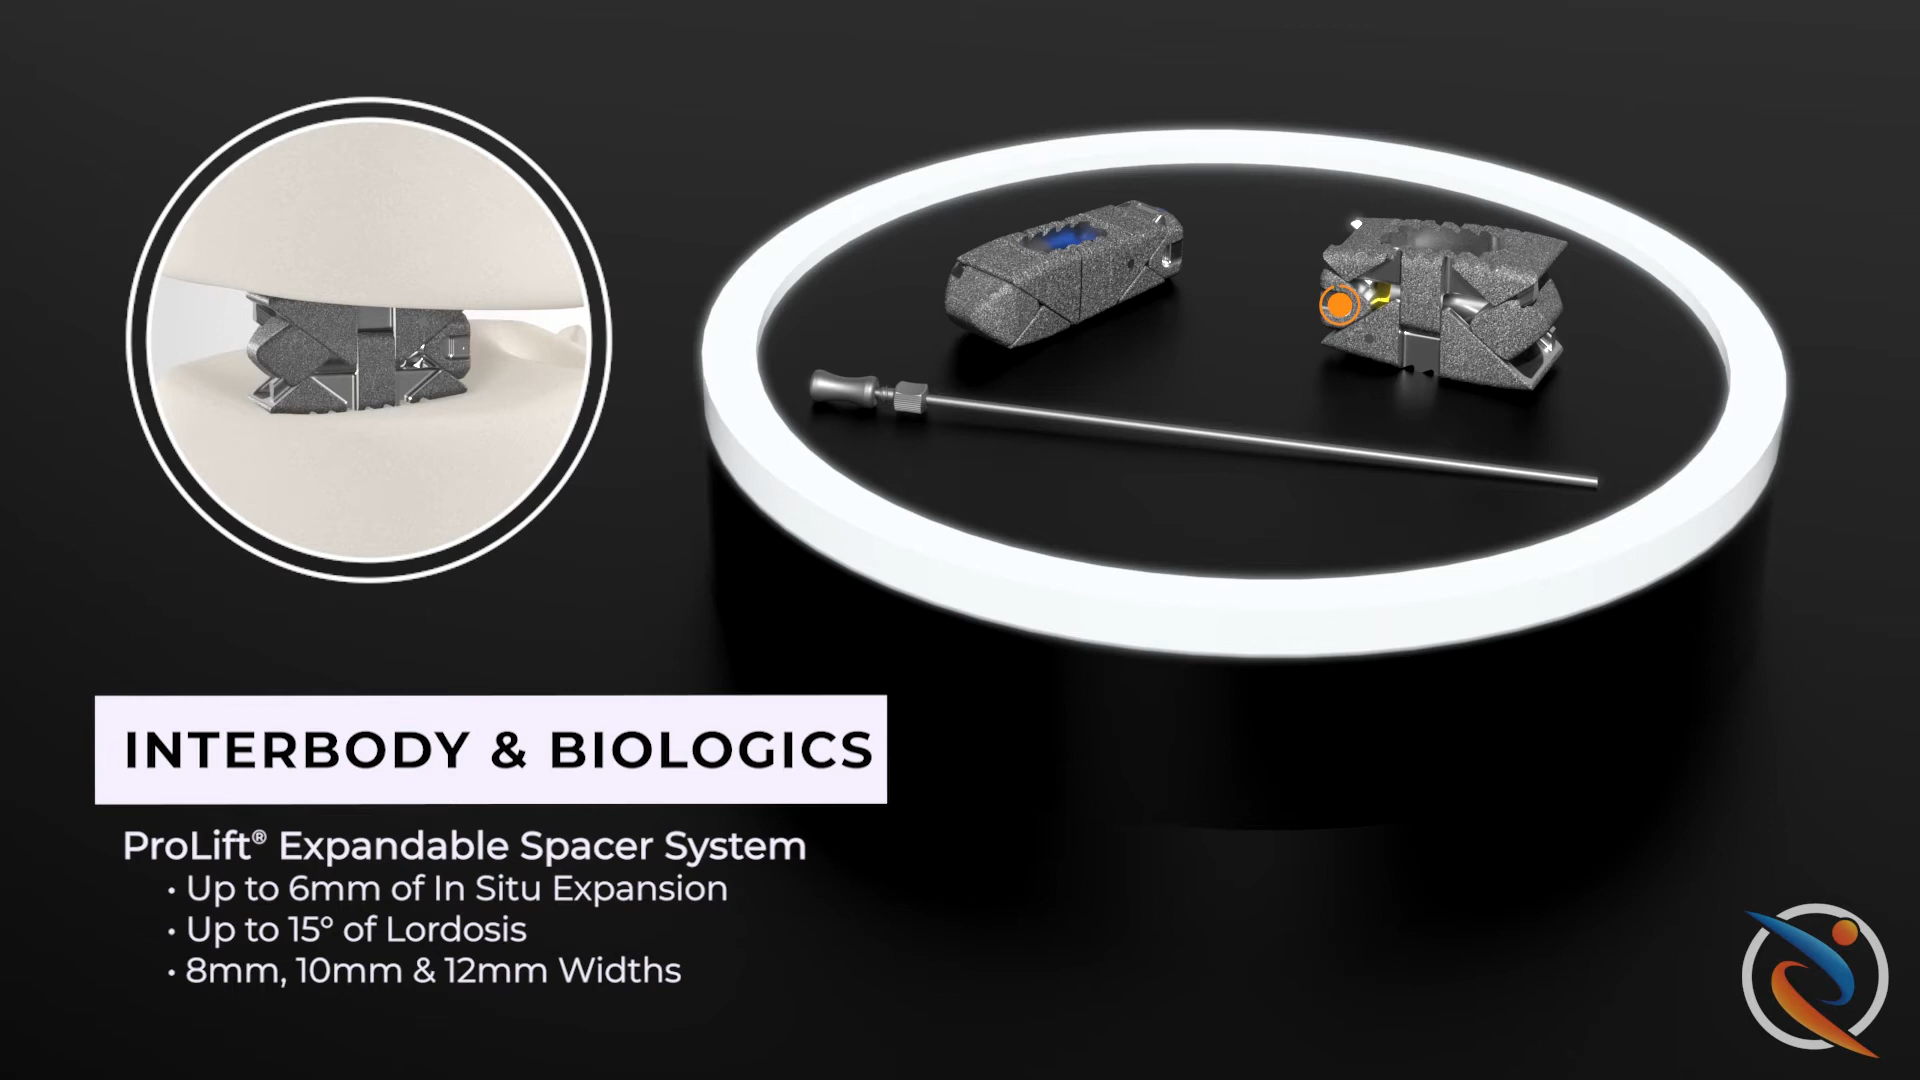 INTERBODY & BIOLOGICS
ProLift® Expandable Spacer System
• Up to 6mm of In Situ Expansion
• Up to 15° of Lordosis
• 8mm, 10mm & 12mm Widths